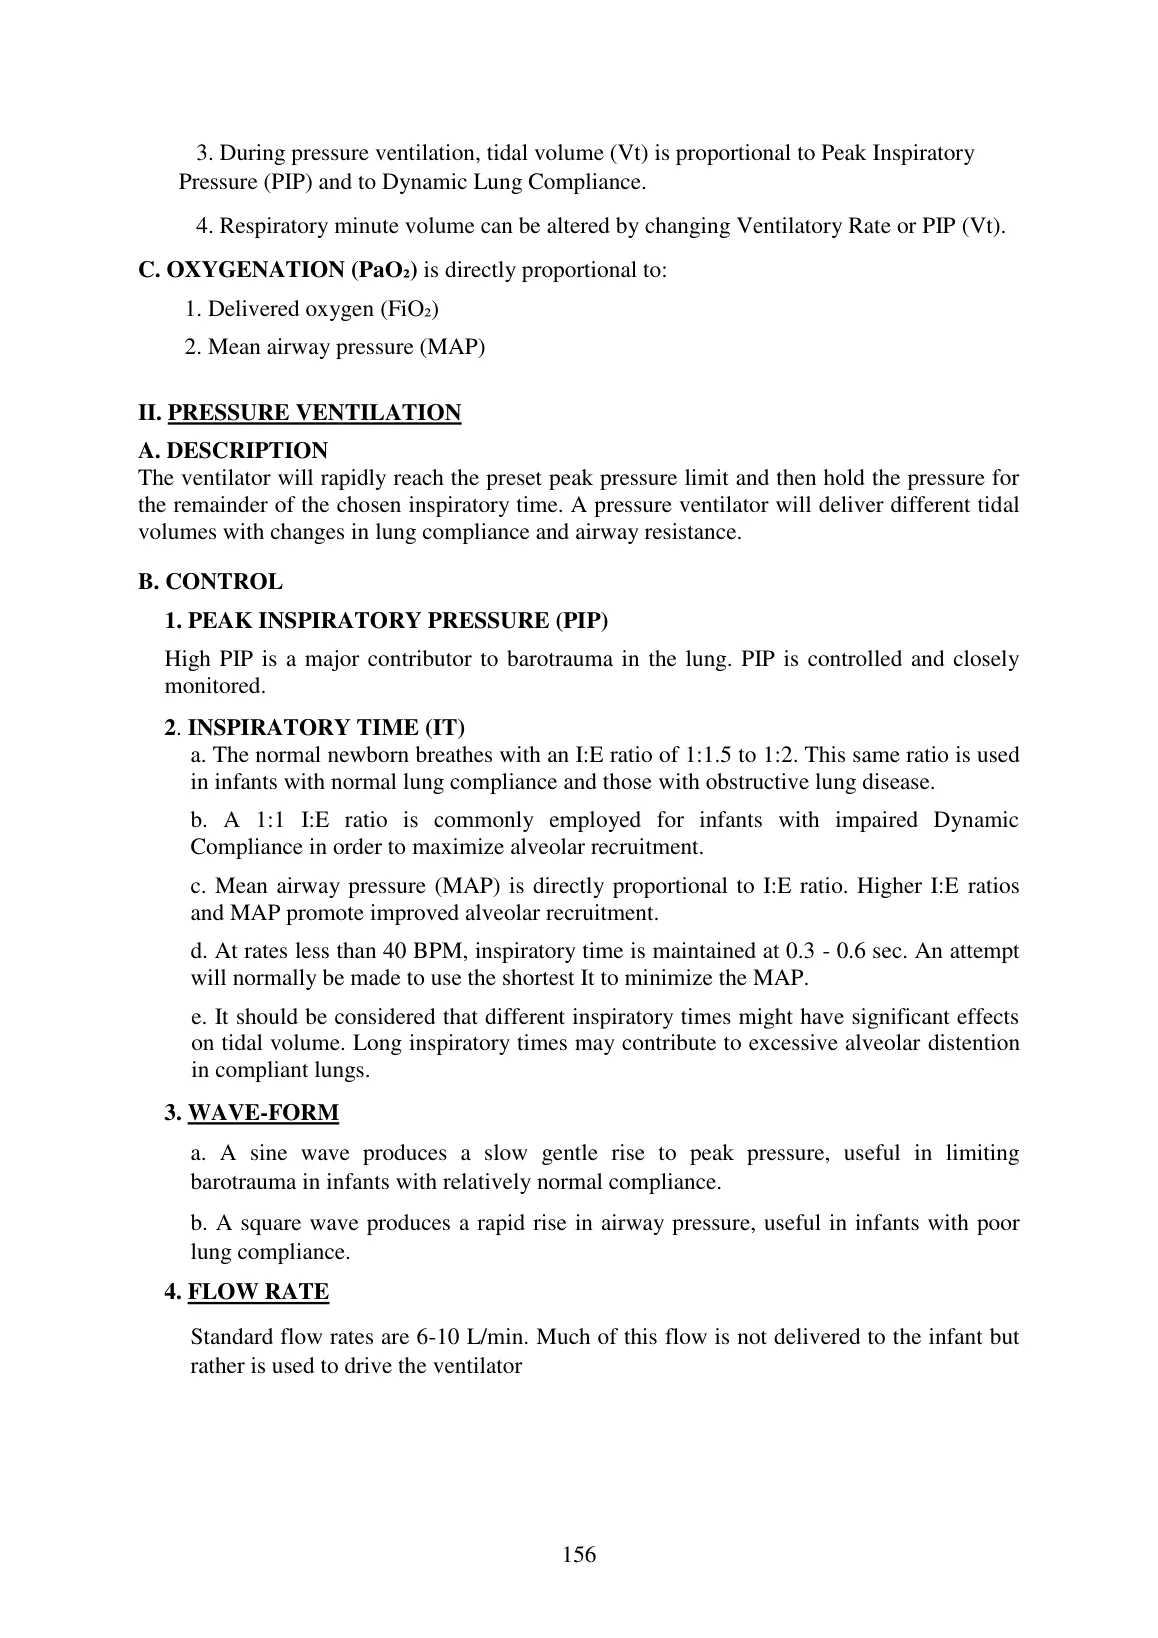 3. During pressure ventilation, tidal volume (Vt) is proportional to Peak Inspiratory
Pressure (PIP) and to Dynamic Lung Compliance.
4. Respiratory minute volume can be altered by changing Ventilatory Rate or PIP (Vt).
C. OXYGENATION (PaO₂) is directly proportional to:
1. Delivered oxygen (FiO₂)
2. Mean airway pressure (MAP)
II. PRESSURE VENTILATION
A. DESCRIPTION
The ventilator will rapidly reach the preset peak pressure limit and then hold the pressure for
the remainder of the chosen inspiratory time. A pressure ventilator will deliver different tidal
volumes with changes in lung compliance and airway resistance.
B. CONTROL
1. PEAK INSPIRATORY PRESSURE (PIP)
High PIP is a major contributor to barotrauma in the lung. PIP is controlled and closely
monitored.
2. INSPIRATORY TIME (IT)
a. The normal newborn breathes with an I:E ratio of 1:1.5 to 1:2. This same ratio is used
in infants with normal lung compliance and those with obstructive lung disease.
b. A 1:1 I:E ratio is commonly employed for infants with impaired Dynamic
Compliance in order to maximize alveolar recruitment.
c. Mean airway pressure (MAP) is directly proportional to I:E ratio. Higher I:E ratios
and MAP promote improved alveolar recruitment.
d. At rates less than 40 BPM, inspiratory time is maintained at 0.3 - 0.6 sec. An attempt
will normally be made to use the shortest It to minimize the MAP.
e. It should be considered that different inspiratory times might have significant effects
on tidal volume. Long inspiratory times may contribute to excessive alveolar distention
in compliant lungs.
3. WAVE-FORM
a. A sine wave produces a slow gentle rise to peak pressure, useful in limiting
barotrauma in infants with relatively normal compliance.
b. A square wave produces a rapid rise in airway pressure, useful in infants with poor
lung compliance.
4. FLOW RATE
Standard flow rates are 6-10 L/min. Much of this flow is not delivered to the infant but
rather is used to drive the ventilator
156